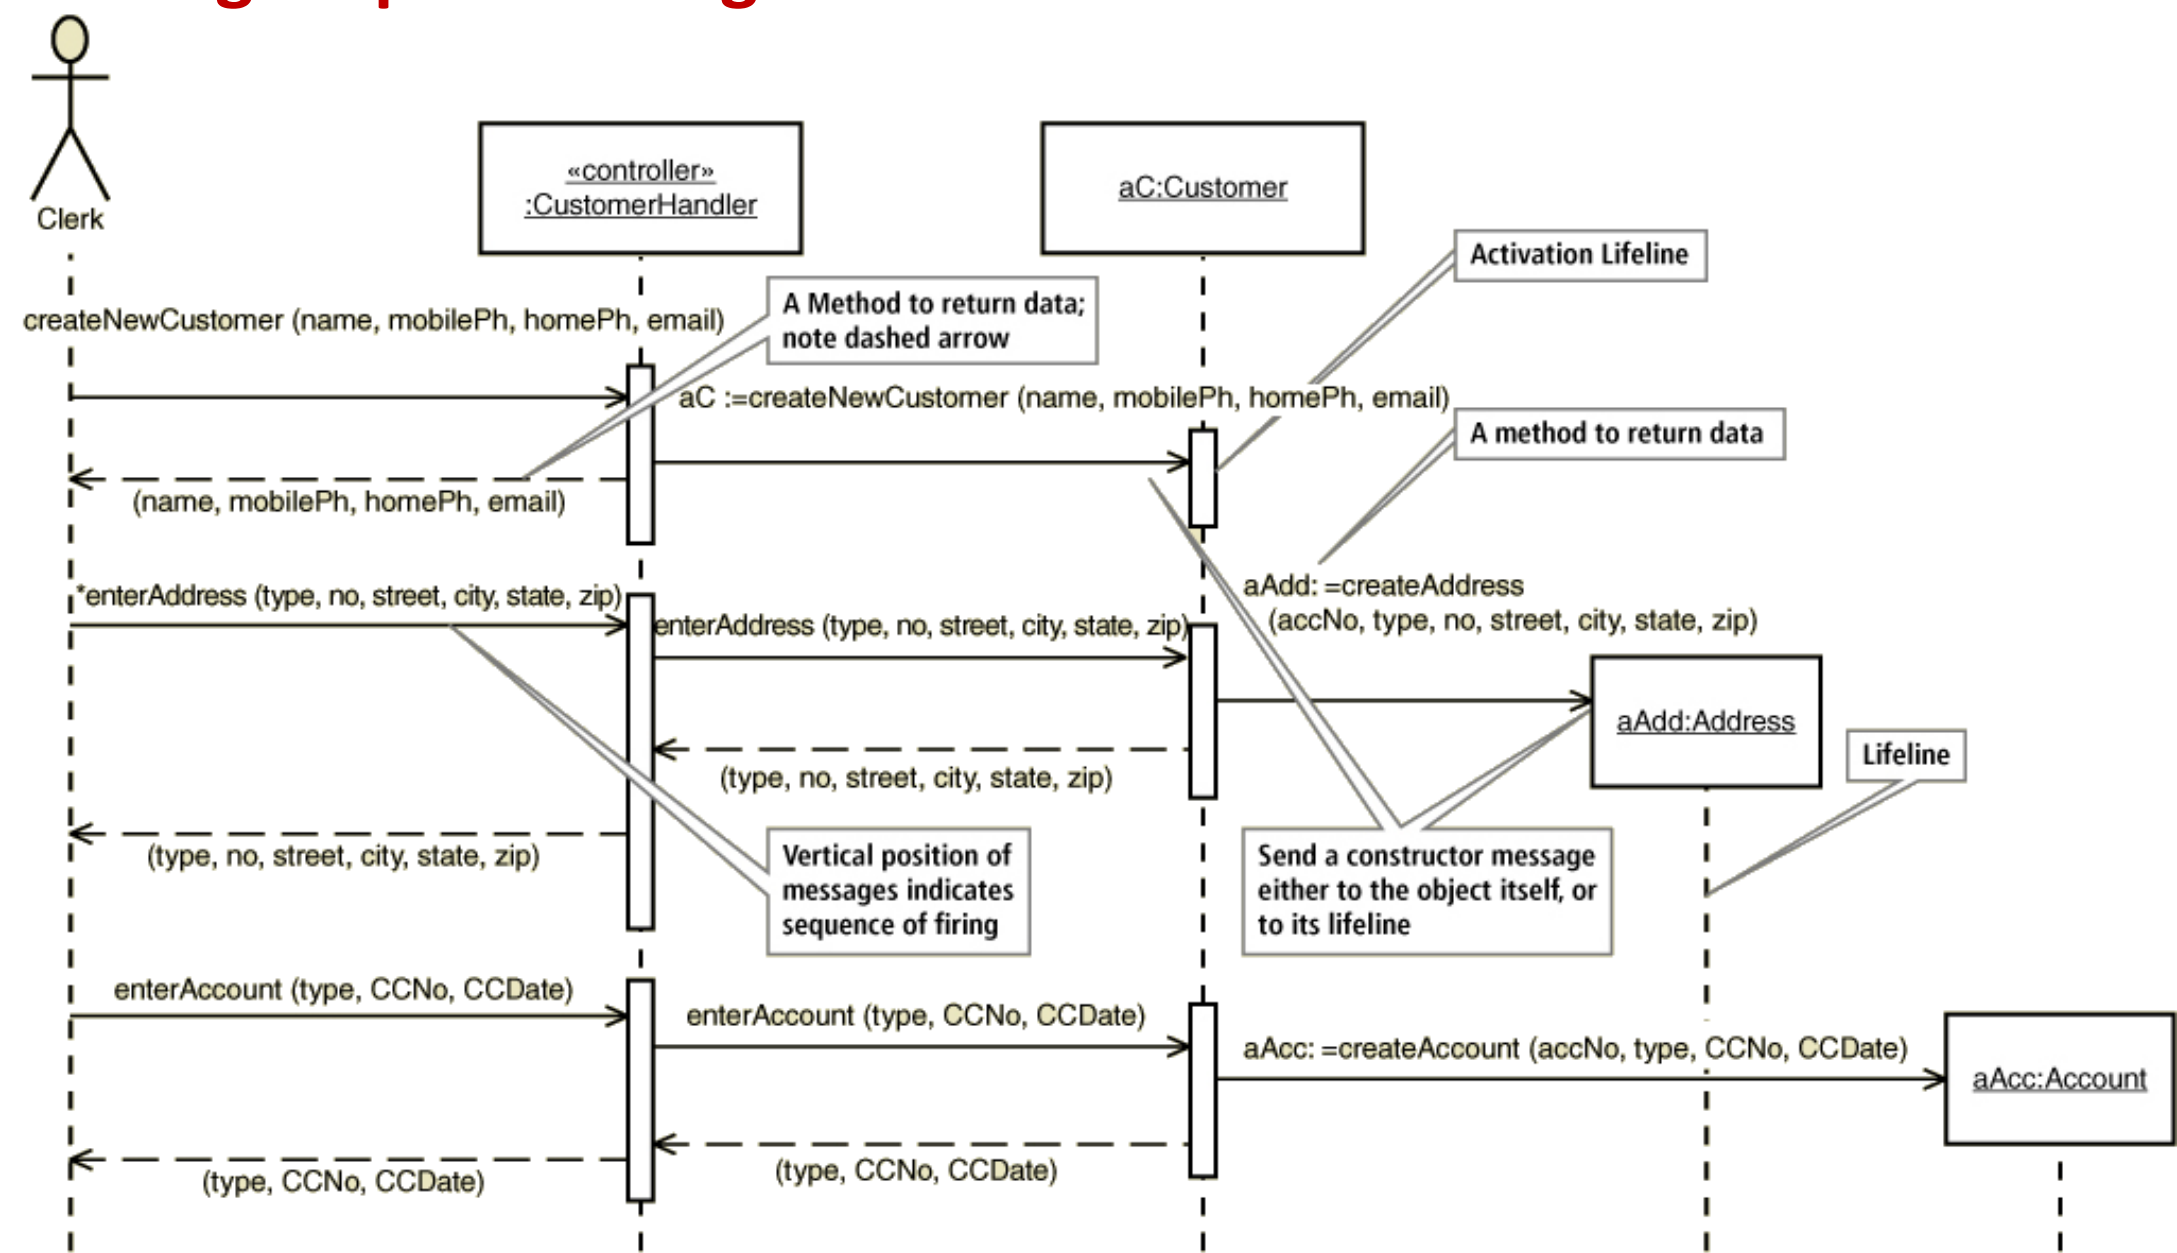 Clerk
«controller»
:CustomerHandler
aC:Customer
Activation Lifeline
A Method to return data;
note dashed arrow
createNewCustomer (name, mobilePh, homePh, email)
aC :=createNewCustomer (name, mobilePh, homePh, email)
A method to return data
(name, mobilePh, homePh, email)
*enterAddress (type, no, street, city, state, zip)
enterAddress (type, no, street, city, state, zip)
aAdd: =createAddress
(accNo, type, no, street, city, state, zip)
aAdd:Address
Lifeline
(type, no, street, city, state, zip)
(type, no, street, city, state, zip)
Vertical position of
messages indicates
sequence of firing
Send a constructor message
either to the object itself, or
to its lifeline
enterAccount (type, CCNo, CCDate)
enterAccount (type, CCNo, CCDate)
aAcc: =createAccount (accNo, type, CCNo, CCDate)
aAcc:Account
(type, CCNo, CCDate)
(type, CCNo, CCDate)